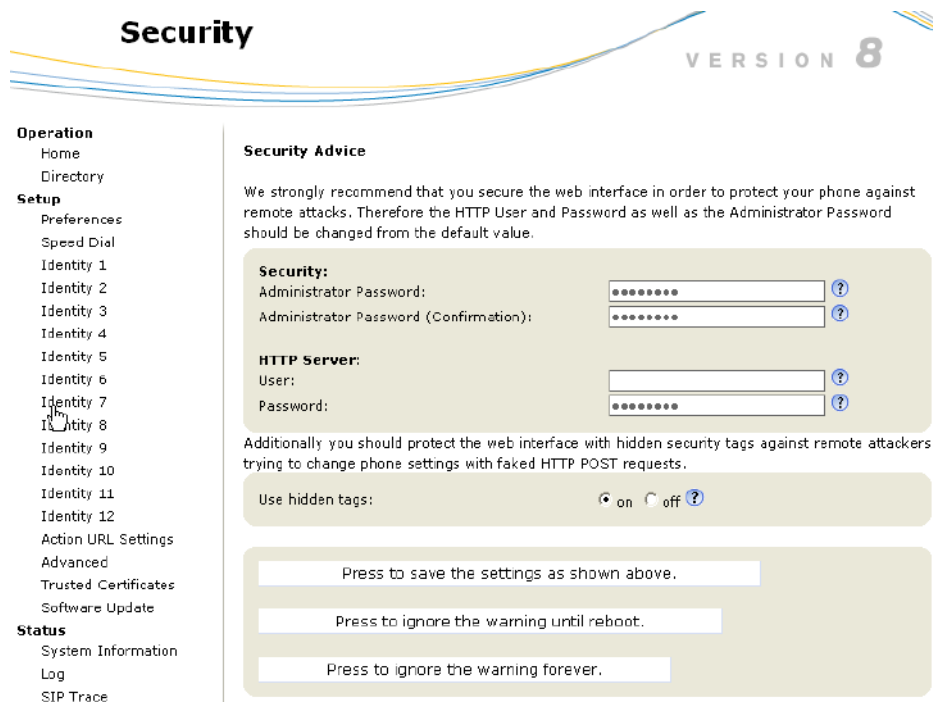 Security
VERSION 8
Operation
Home
Directory
Setup
Preferences
Speed Dial
Identity 1
Identity 2
Identity 3
Identity 4
Identity 5
Identity 6
Identity 7
Identity 8
Identity 9
Identity 10
Identity 11
Identity 12
Action URL Settings
Advanced
Trusted Certificates
Software Update
Status
System Information
Log
SIP Trace
Security Advice
We strongly recommend that you secure the web interface in order to protect your phone against
remote attacks. Therefore the HTTP User and Password as well as the Administrator Password
should be changed from the default value.
Security:
Administrator Password: •••••••• ?
Administrator Password (Confirmation): •••••••• ?
HTTP Server:
User: ?
Password: •••••••• ?
Additionally you should protect the web interface with hidden security tags against remote attackers
trying to change phone settings with faked HTTP POST requests.
Use hidden tags: on off ?
Press to save the settings as shown above.
Press to ignore the warning until reboot.
Press to ignore the warning forever.